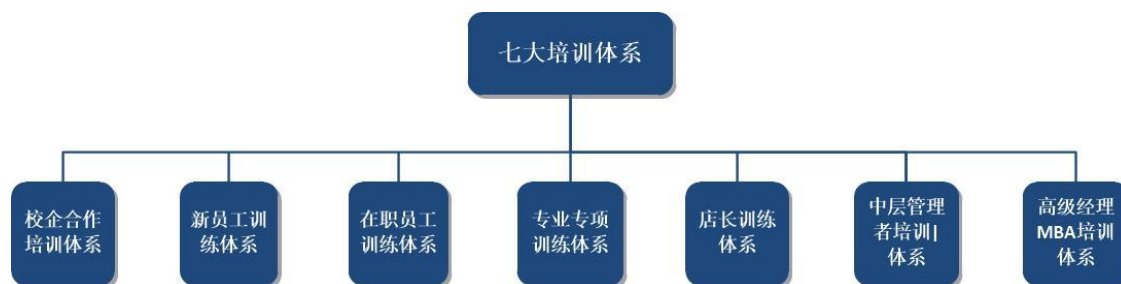 七大培训体系
校企合作
培训体系
新员工训
练体系
在职员工
训练体系
专业专项
训练体系
店长训练
体系
中层管理
者培训|
体系
高级经理
MBA培训
体系